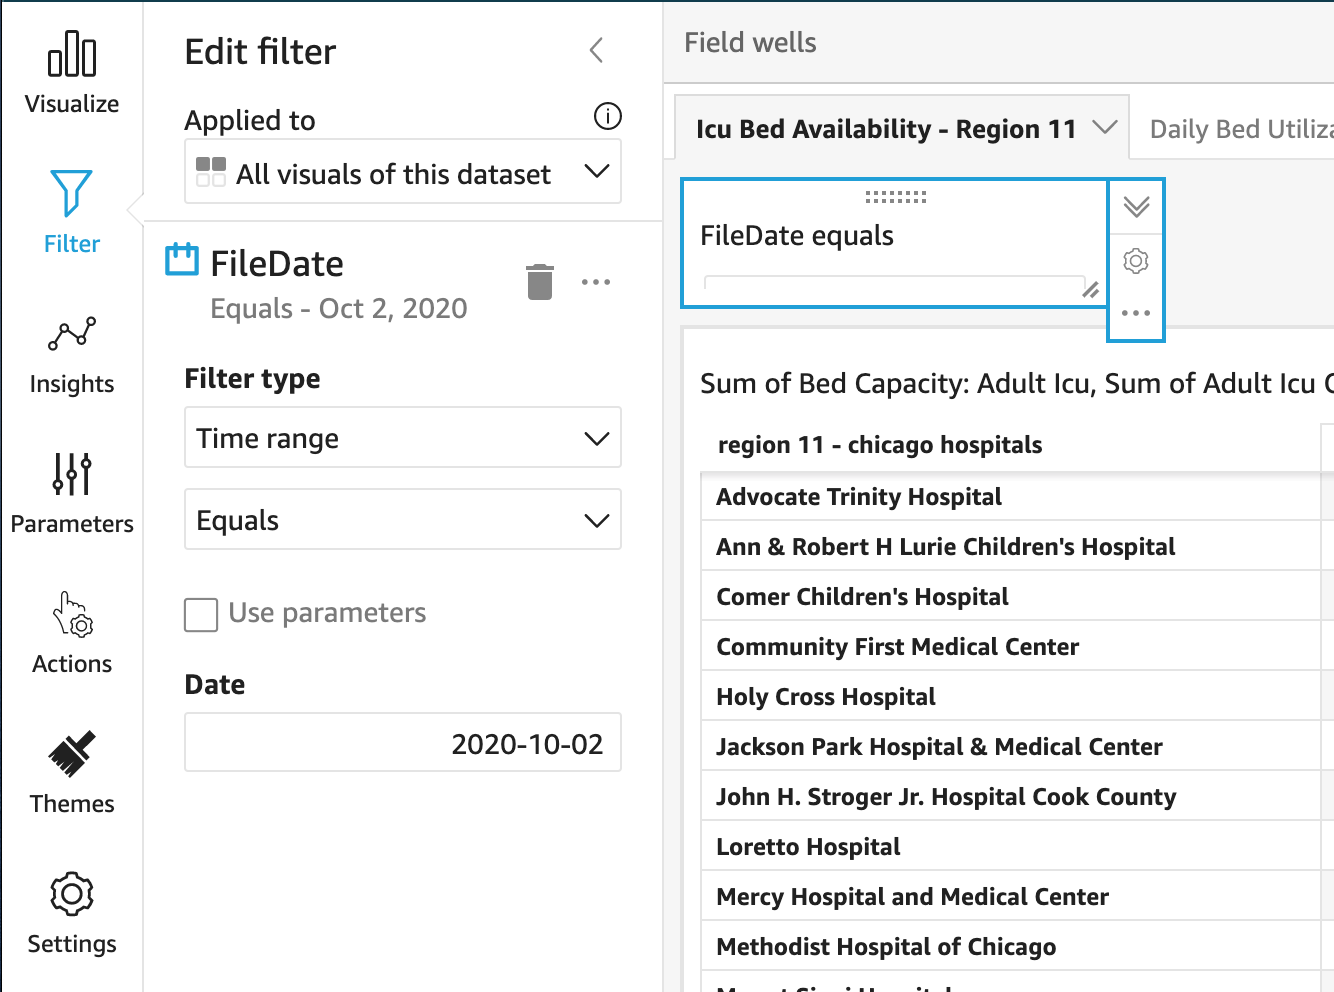 Visualize
Filter
Insights
Parameters
Actions
Themes
Settings
Edit filter
Applied to
All visuals of this dataset
FileDate
Equals - Oct 2, 2020
Filter type
Time range
Equals
Use parameters
Date
2020-10-02
Field wells
Icu Bed Availability - Region 11
Daily Bed
FileDate equals
Sum of Bed Capacity: Adult Icu, Sum of Adult Icu
region 11 - chicago hospitals
Advocate Trinity Hospital
Ann & Robert H Lurie Children's Hospital
Comer Children's Hospital
Community First Medical Center
Holy Cross Hospital
Jackson Park Hospital & Medical Center
John H. Stroger Jr. Hospital Cook County
Loretto Hospital
Mercy Hospital and Medical Center
Methodist Hospital of Chicago